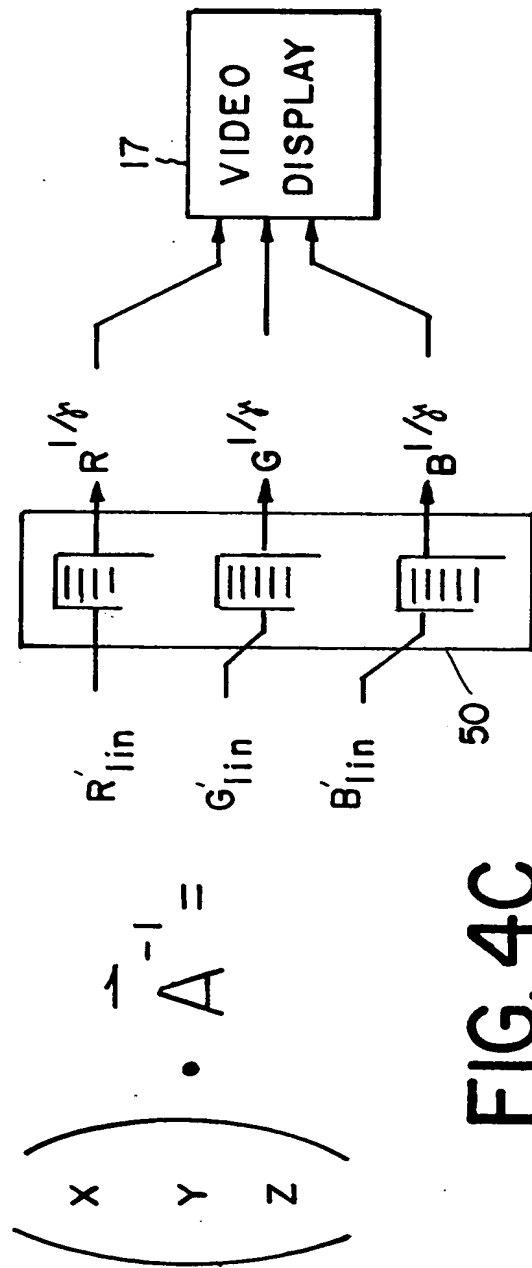 X
Y
Z
• A⃗⁻¹ =
R'lin
G'lin
B'lin
50
R^1/γ
G^1/γ
B^1/γ
17
VIDEO
DISPLAY
FIG. 4C